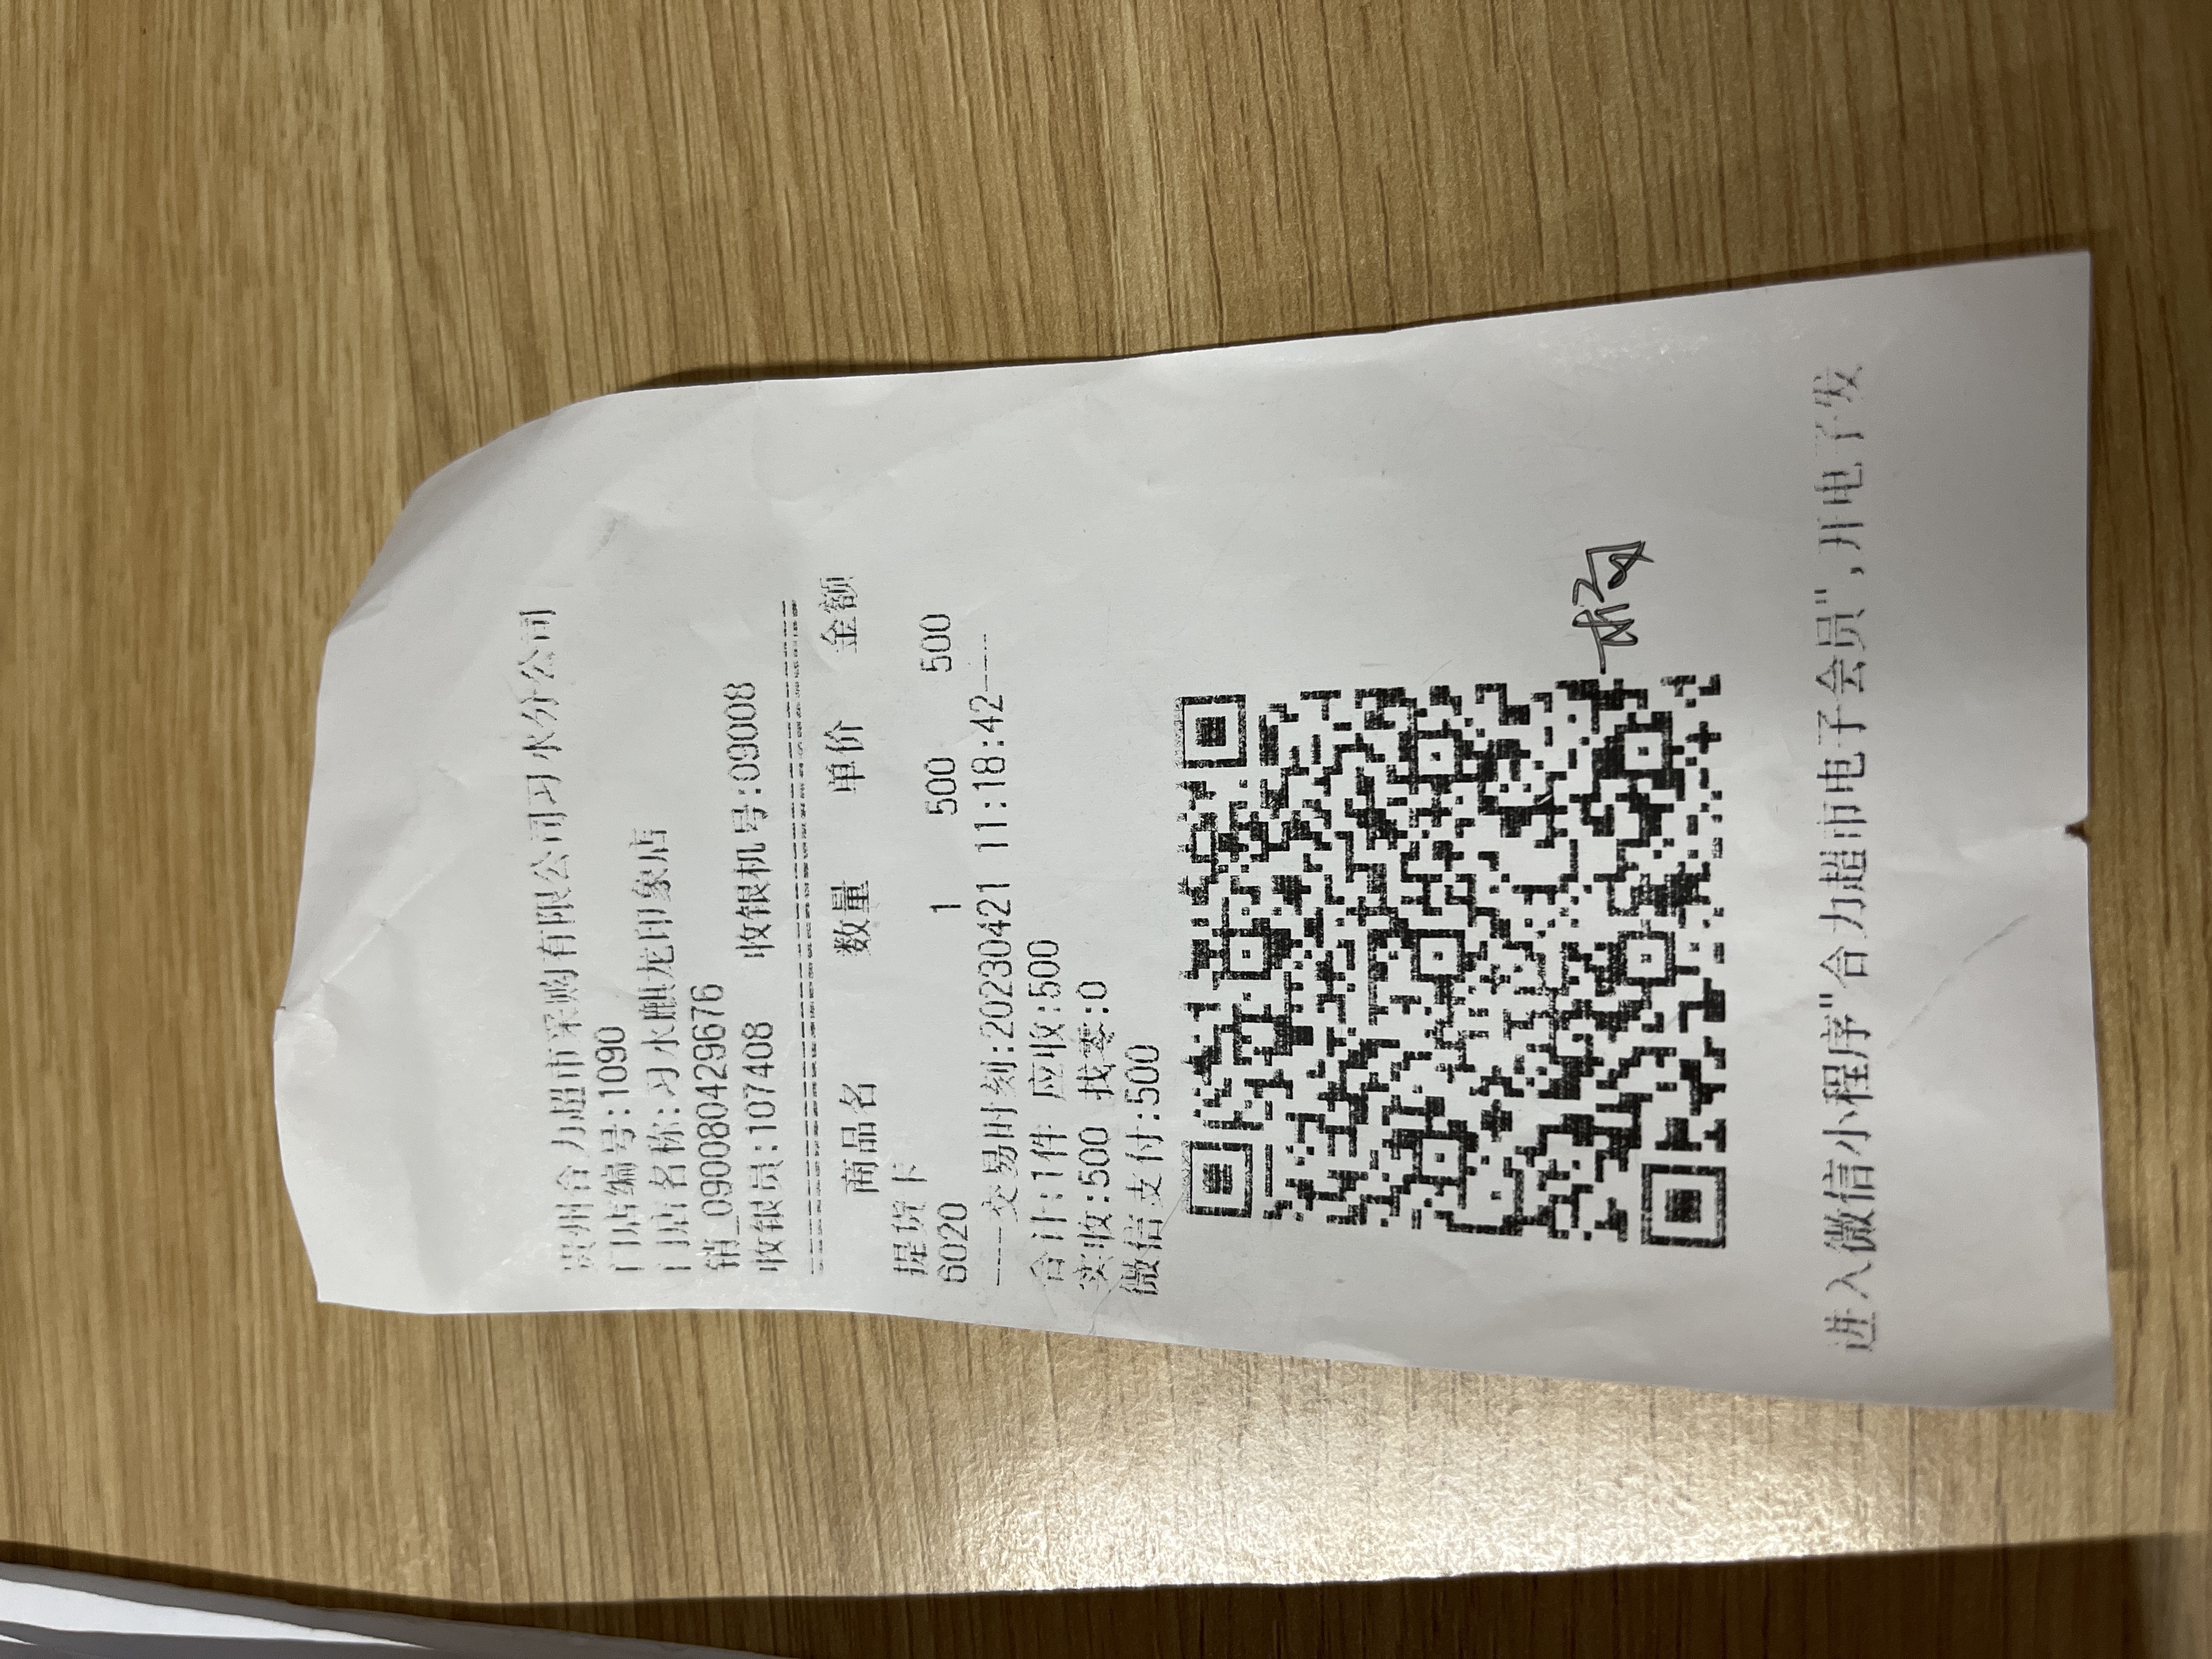 贵州合力超市采购有限公司习水分公司
门店编号:1090
门店名称:习水麒龙印象店
销_090080429676
收银员:107408 收银机号:09008
商品名 数量 单价 金额
提货卡
6020 1 500 500
----交易时刻:20230421 11:18:42----
合计:1件 应收:500
实收:500 找零:0
微信支付:500
进入微信小程序"合力超市电子会员",开电子发